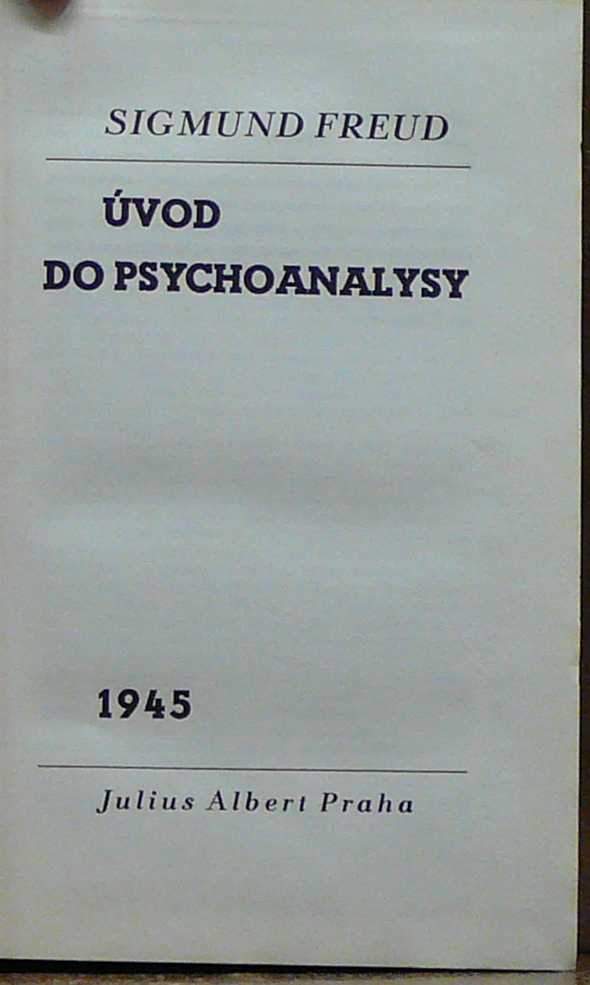 SIGMUND FREUD
ÚVOD
DO PSYCHOANALYSY
1945
Julius Albert Praha